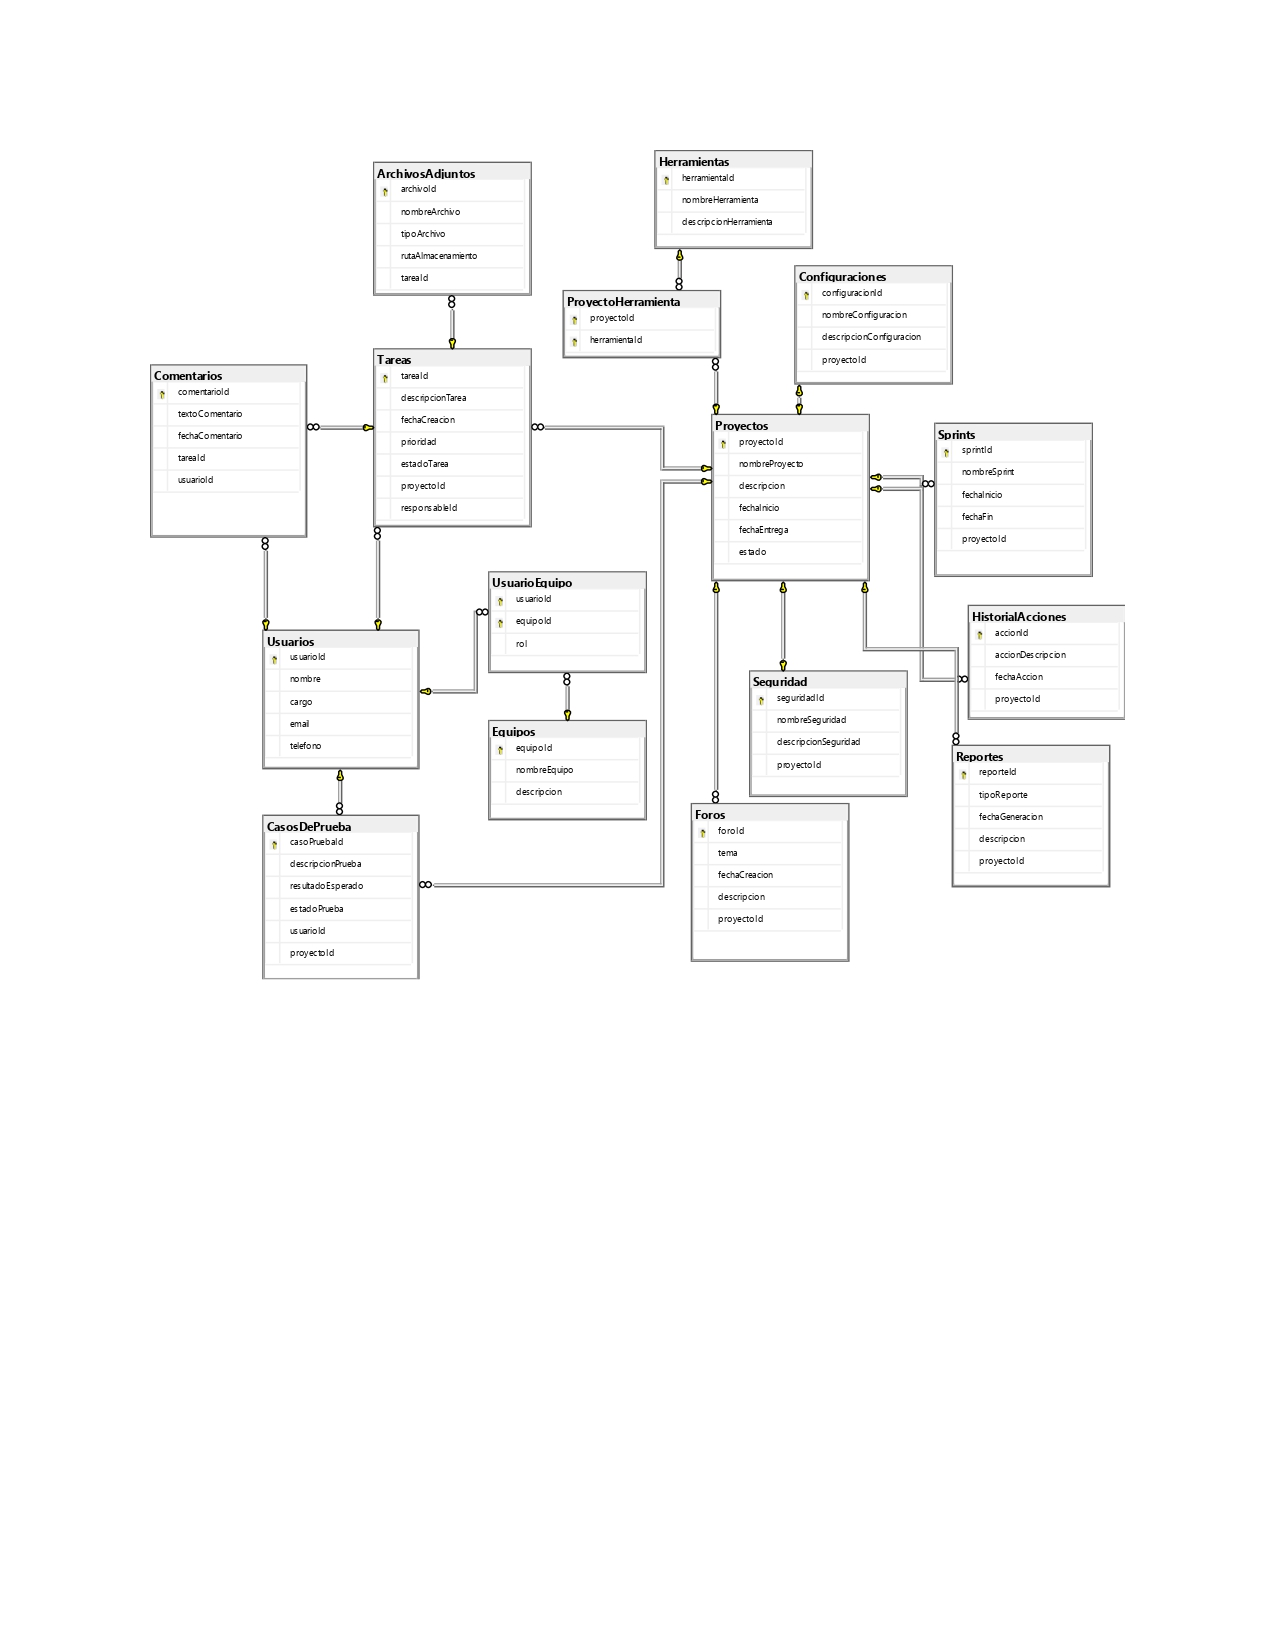 Herramientas
herramientaId
nombreHerramienta
descripcionHerramienta
ArchivosAdjuntos
archivoId
nombreArchivo
tipoArchivo
rutaAlmacenamiento
tareaId
Configuraciones
configuracionId
nombreConfiguracion
descripcionConfiguracion
proyectoId
ProyectoHerramienta
proyectoId
herramientaId
Tareas
tareaId
descripcionTarea
fechaCreacion
prioridad
estadoTarea
proyectoId
responsableId
Comentarios
comentarioId
textoComentario
fechaComentario
tareaId
usuarioId
Proyectos
proyectoId
nombreProyecto
descripcion
fechaInicio
fechaEntrega
estado
Sprints
sprintId
nombreSprint
fechaInicio
fechaFin
proyectoId
UsuarioEquipo
usuarioId
equipoId
rol
HistorialAcciones
accionId
accionDescripcion
fechaAccion
proyectoId
Usuarios
usuarioId
nombre
cargo
email
telefono
Seguridad
seguridadId
nombreSeguridad
descripcionSeguridad
proyectoId
Equipos
equipoId
nombreEquipo
descripcion
Reportes
reporteId
tipoReporte
fechaGeneracion
descripcion
proyectoId
Foros
foroId
tema
fechaCreacion
descripcion
proyectoId
CasosDePrueba
casoPruebaId
descripcionPrueba
resultadoEsperado
estadoPrueba
usuarioId
proyectoId